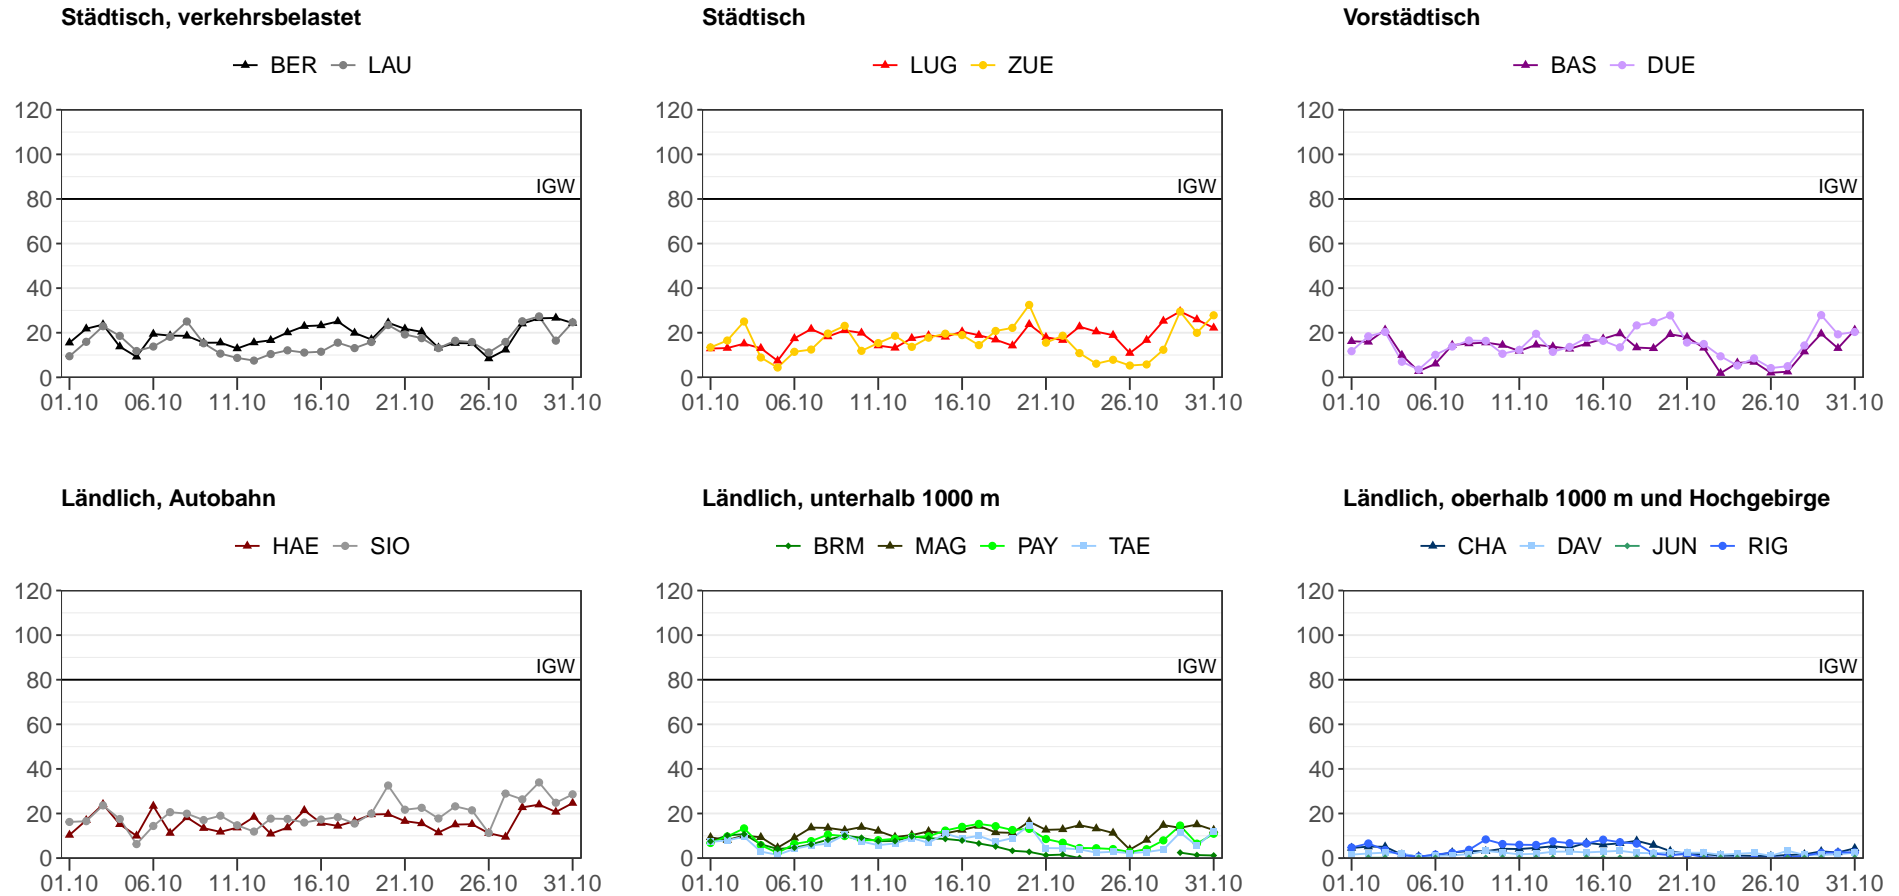 Städtisch, verkehrsbelastet
BER LAU
120
100
80
60
40
20
0
IGW
01.10 06.10 11.10 16.10 21.10 26.10 31.10
Städtisch
LUG ZUE
120
100
80
60
40
20
0
IGW
01.10 06.10 11.10 16.10 21.10 26.10 31.10
Vorstädtisch
BAS DUE
120
100
80
60
40
20
0
IGW
01.10 06.10 11.10 16.10 21.10 26.10 31.10
Ländlich, Autobahn
HAE SIO
120
100
80
60
40
20
0
IGW
01.10 06.10 11.10 16.10 21.10 26.10 31.10
Ländlich, unterhalb 1000 m
BRM MAG PAY TAE
120
100
80
60
40
20
0
IGW
01.10 06.10 11.10 16.10 21.10 26.10 31.10
Ländlich, oberhalb 1000 m und Hochgebirge
CHA DAV JUN RIG
120
100
80
60
40
20
0
IGW
01.10 06.10 11.10 16.10 21.10 26.10 31.10